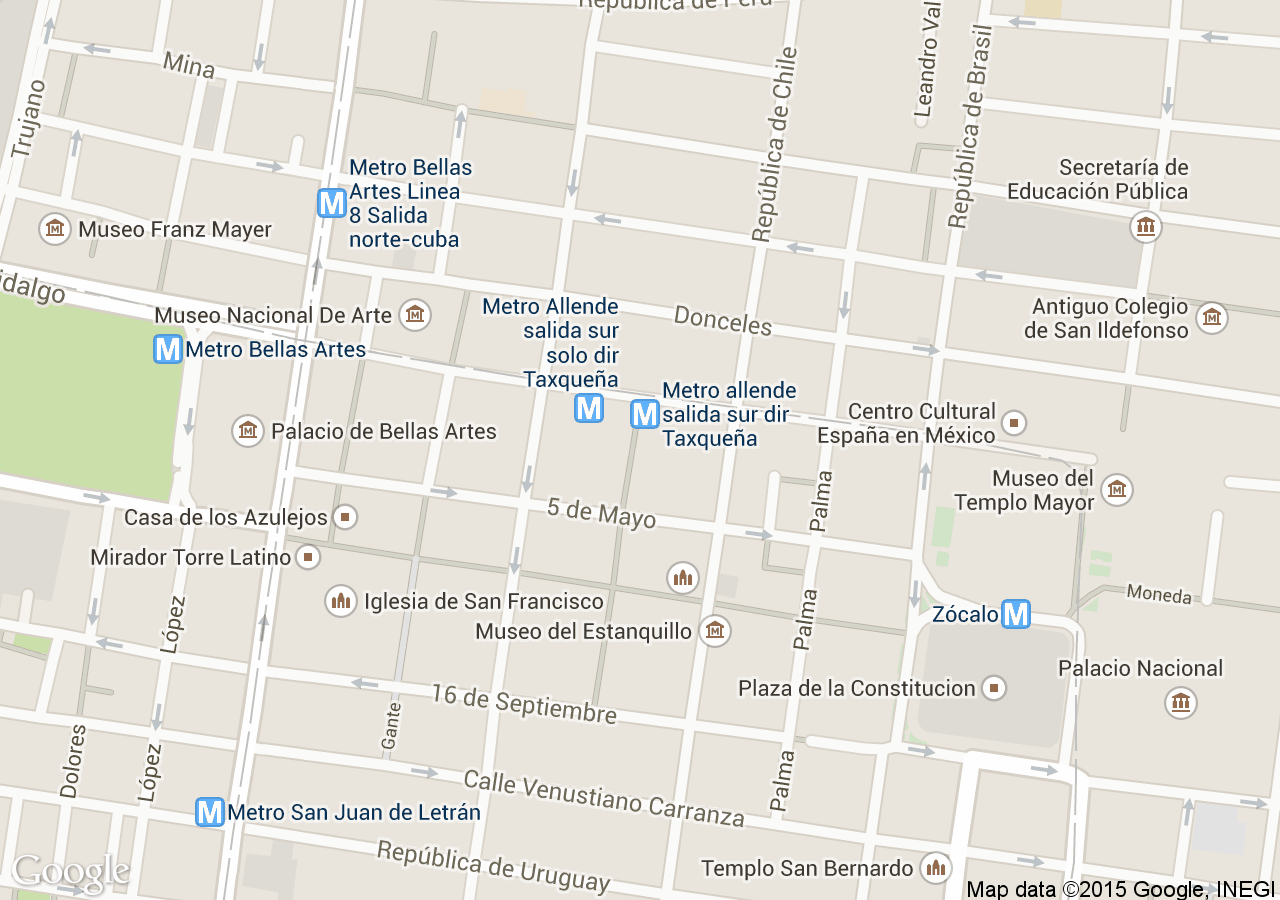 República de Perú
Mina
Trujano
República de Chile
Leandro Val
República de Brasil
Metro Bellas
Artes Linea
8 Salida
norte-cuba
Secretaría de
Educación Pública
Museo Franz Mayer
idalgo
Museo Nacional De Arte
Metro Allende
salida sur
solo dir
Taxqueña
Donceles
Antiguo Colegio
de San Ildefonso
Metro Bellas Artes
Metro allende
salida sur dir
Taxqueña
Centro Cultural
España en México
Palacio de Bellas Artes
Museo del
Templo Mayor
Casa de los Azulejos
5 de Mayo
Palma
Mirador Torre Latino
Iglesia de San Francisco
Moneda
López
Museo del Estanquillo
Palma
Zócalo
Palacio Nacional
Plaza de la Constitucion
16 de Septiembre
Gante
Dolores
López
Palma
Calle Venustiano Carranza
Metro San Juan de Letrán
República de Uruguay
Templo San Bernardo
Google
Map data ©2015 Google, INEGI